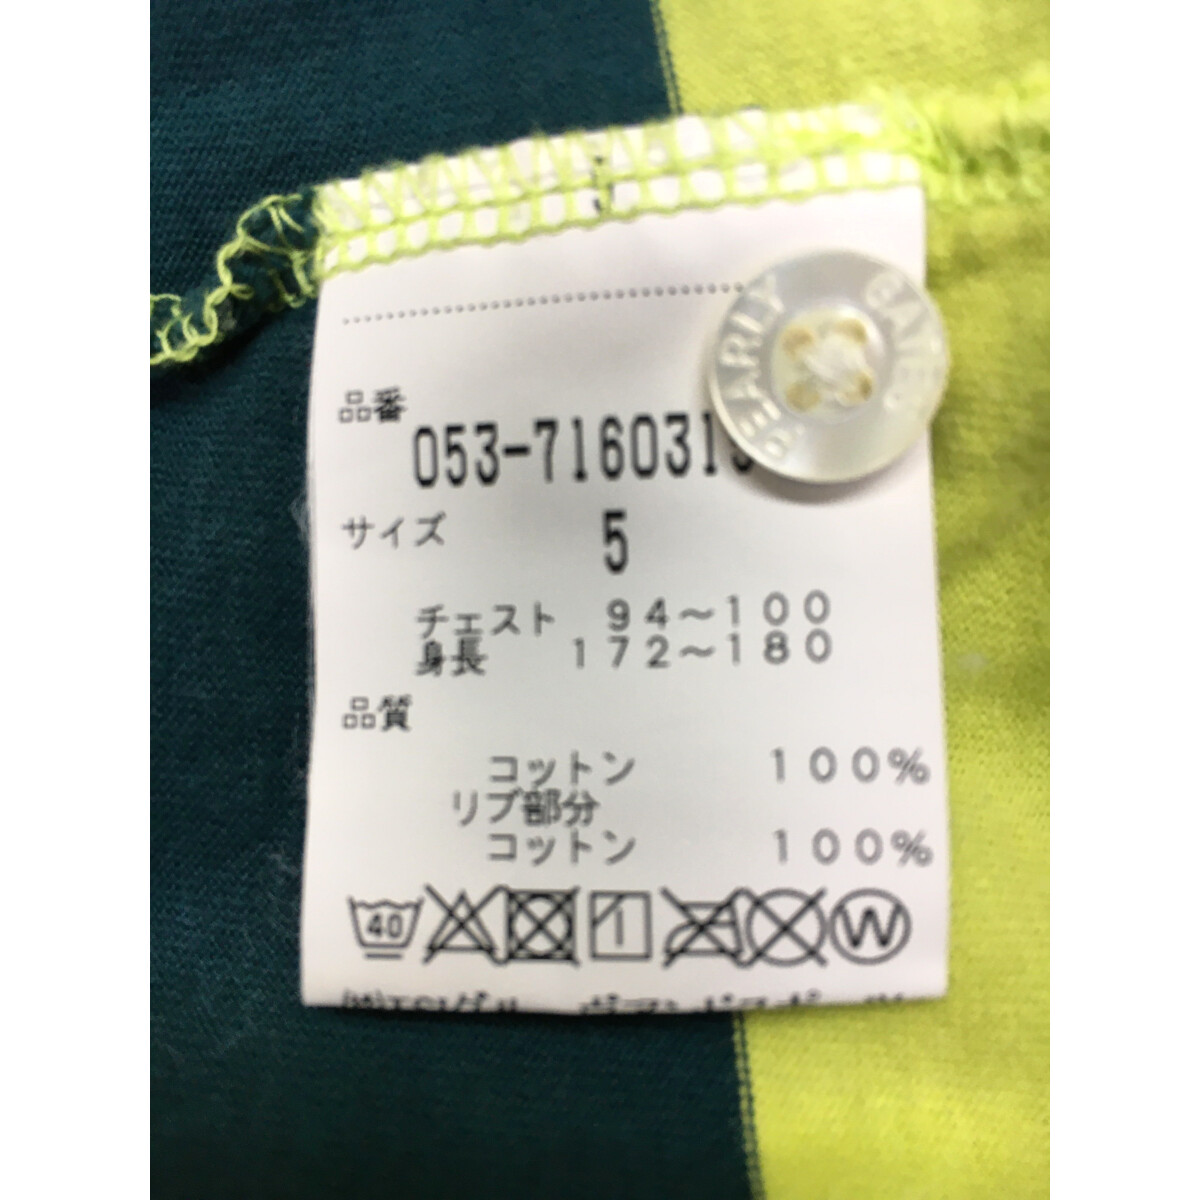 PEARLY GATES
品番
053-716031
サイズ 5
チェスト 94〜100
身長 172〜180
品質
コットン 100%
リブ部分
コットン 100%
40
W